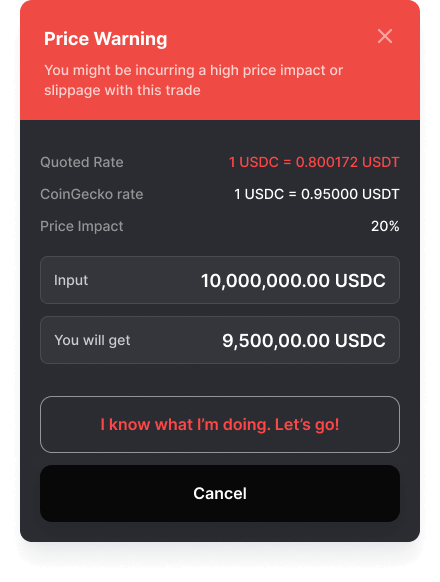 Price Warning
You might be incurring a high price impact or
slippage with this trade
Quoted Rate 1 USDC = 0.800172 USDT
CoinGecko rate 1 USDC = 0.95000 USDT
Price Impact 20%
Input 10,000,000.00 USDC
You will get 9,500,00.00 USDC
I know what I’m doing. Let’s go!
Cancel